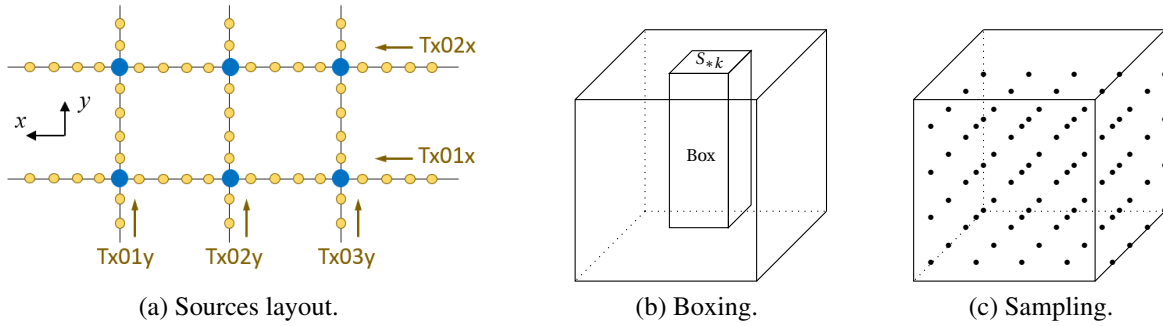 Tx02x
y
x
Tx01x
Tx01y Tx02y Tx03y
(a) Sources layout.
S∗k
Box
(b) Boxing.
(c) Sampling.